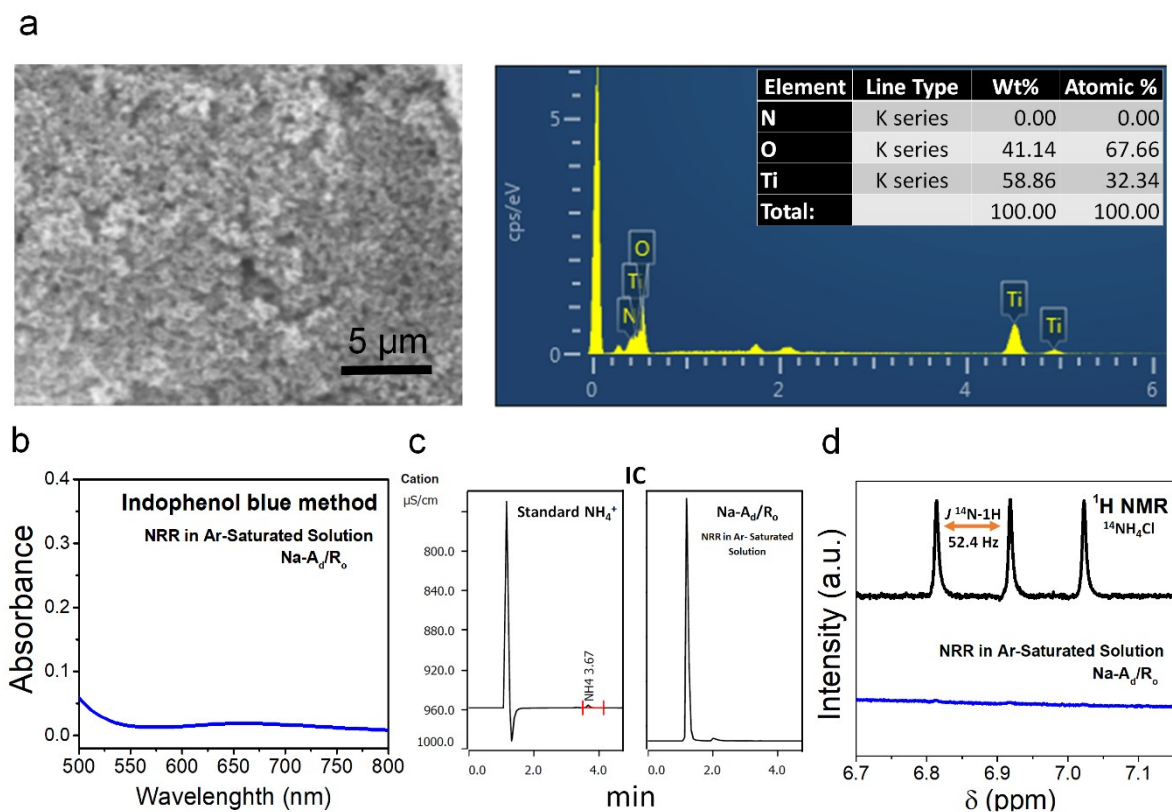 a
5 µm
Element Line Type Wt% Atomic %
N K series 0.00 0.00
O K series 41.14 67.66
Ti K series 58.86 32.34
Total: 100.00 100.00
cps/eV
5
0
N
Ti
O
Ti
Ti
0 2 4 6
b
Absorbance
0.4
0.3
0.2
0.1
0.0
Indophenol blue method
NRR in Ar-Saturated Solution
Na-A_d/R_o
500 550 600 650 700 750 800
Wavelenghth (nm)
c
IC
Cation
µS/cm
800.0
840.0
880.0
920.0
960.0
1000.0
Standard NH₄⁺
NH4 3.67
0.0 2.0 4.0
Na-A_d/R_o
NRR in Ar- Saturated
Solution
0.0 2.0 4.0
min
d
Intensity (a.u.)
J ¹⁴N-1H
52.4 Hz
¹H NMR
¹⁴NH₄Cl
NRR in Ar-Saturated Solution
Na-A_d/R_o
6.7 6.8 6.9 7.0 7.1
δ (ppm)